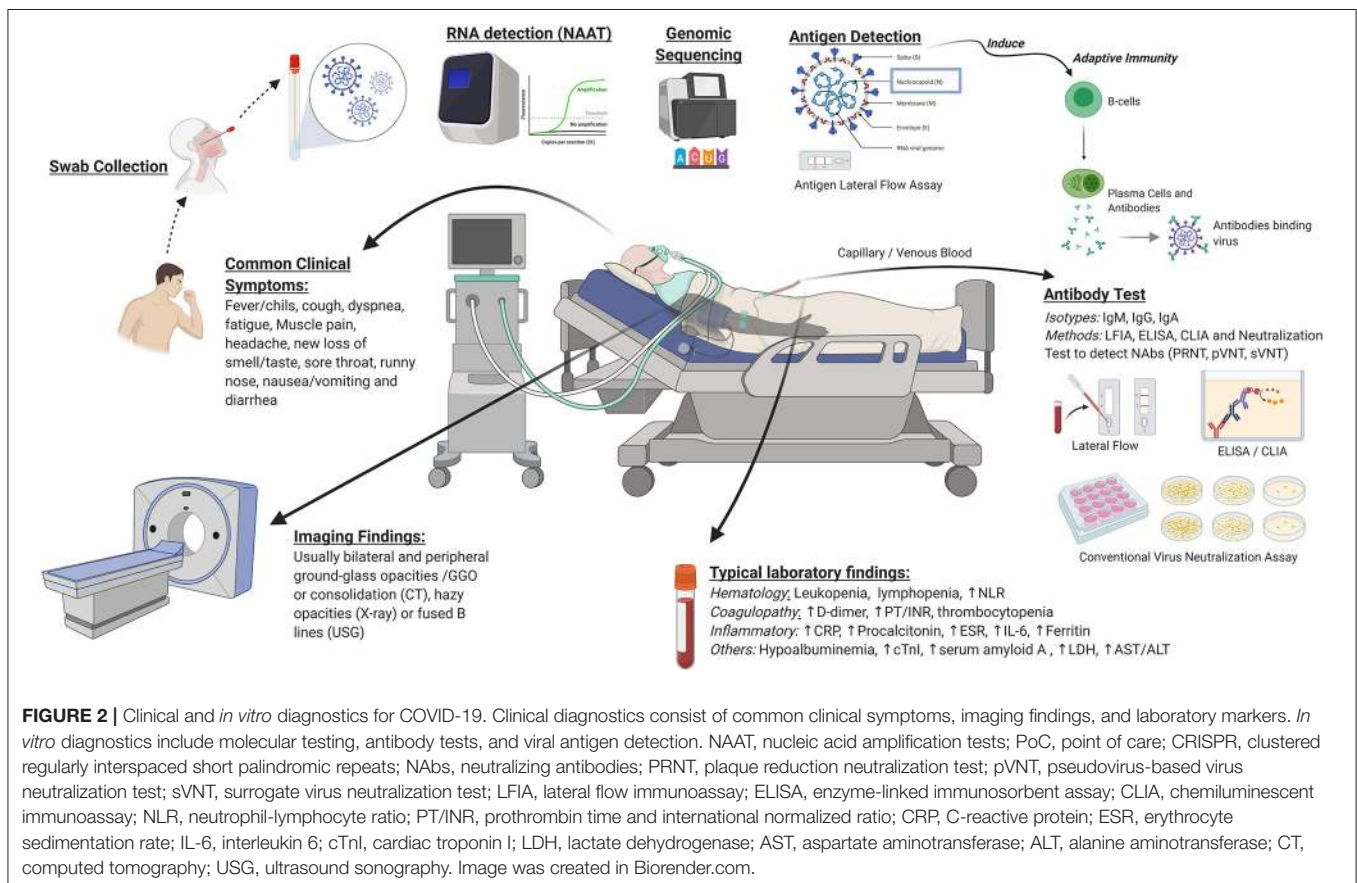 RNA detection (NAAT)
Fluorescence
Amplification
Threshold
No amplification
Copies per reaction (Ct)
Genomic
Sequencing
A C U G
Antigen Detection
Spike (S)
Nucleocapsid (N)
Membrane (M)
Envelope (E)
RNA viral genome
Antigen Lateral Flow Assay
Induce
Adaptive Immunity
B-cells
Plasma Cells and
Antibodies
Antibodies binding
virus
Swab Collection
Common Clinical
Symptoms:
Fever/chils, cough, dyspnea,
fatigue, Muscle pain,
headache, new loss of
smell/taste, sore throat, runny
nose, nausea/vomiting and
diarrhea
Capillary / Venous Blood
Antibody Test
Isotypes: IgM, IgG, IgA
Methods: LFIA, ELISA, CLIA and Neutralization
Test to detect NAbs (PRNT, pVNT, sVNT)
Lateral Flow
ELISA / CLIA
Conventional Virus Neutralization Assay
Imaging Findings:
Usually bilateral and peripheral
ground-glass opacities /GGO
or consolidation (CT), hazy
opacities (X-ray) or fused B
lines (USG)
Typical laboratory findings:
Hematology: Leukopenia, lymphopenia, ↑NLR
Coagulopathy: ↑D-dimer, ↑PT/INR, thrombocytopenia
Inflammatory: ↑CRP, ↑Procalcitonin, ↑ESR, ↑IL-6, ↑Ferritin
Others: Hypoalbuminemia, ↑cTnI, ↑serum amyloid A , ↑LDH, ↑AST/ALT
FIGURE 2 | Clinical and in vitro diagnostics for COVID-19. Clinical diagnostics consist of common clinical symptoms, imaging findings, and laboratory markers. In
vitro diagnostics include molecular testing, antibody tests, and viral antigen detection. NAAT, nucleic acid amplification tests; PoC, point of care; CRISPR, clustered
regularly interspaced short palindromic repeats; NAbs, neutralizing antibodies; PRNT, plaque reduction neutralization test; pVNT, pseudovirus-based virus
neutralization test; sVNT, surrogate virus neutralization test; LFIA, lateral flow immunoassay; ELISA, enzyme-linked immunosorbent assay; CLIA, chemiluminescent
immunoassay; NLR, neutrophil-lymphocyte ratio; PT/INR, prothrombin time and international normalized ratio; CRP, C-reactive protein; ESR, erythrocyte
sedimentation rate; IL-6, interleukin 6; cTnI, cardiac troponin I; LDH, lactate dehydrogenase; AST, aspartate aminotransferase; ALT, alanine aminotransferase; CT,
computed tomography; USG, ultrasound sonography. Image was created in Biorender.com.